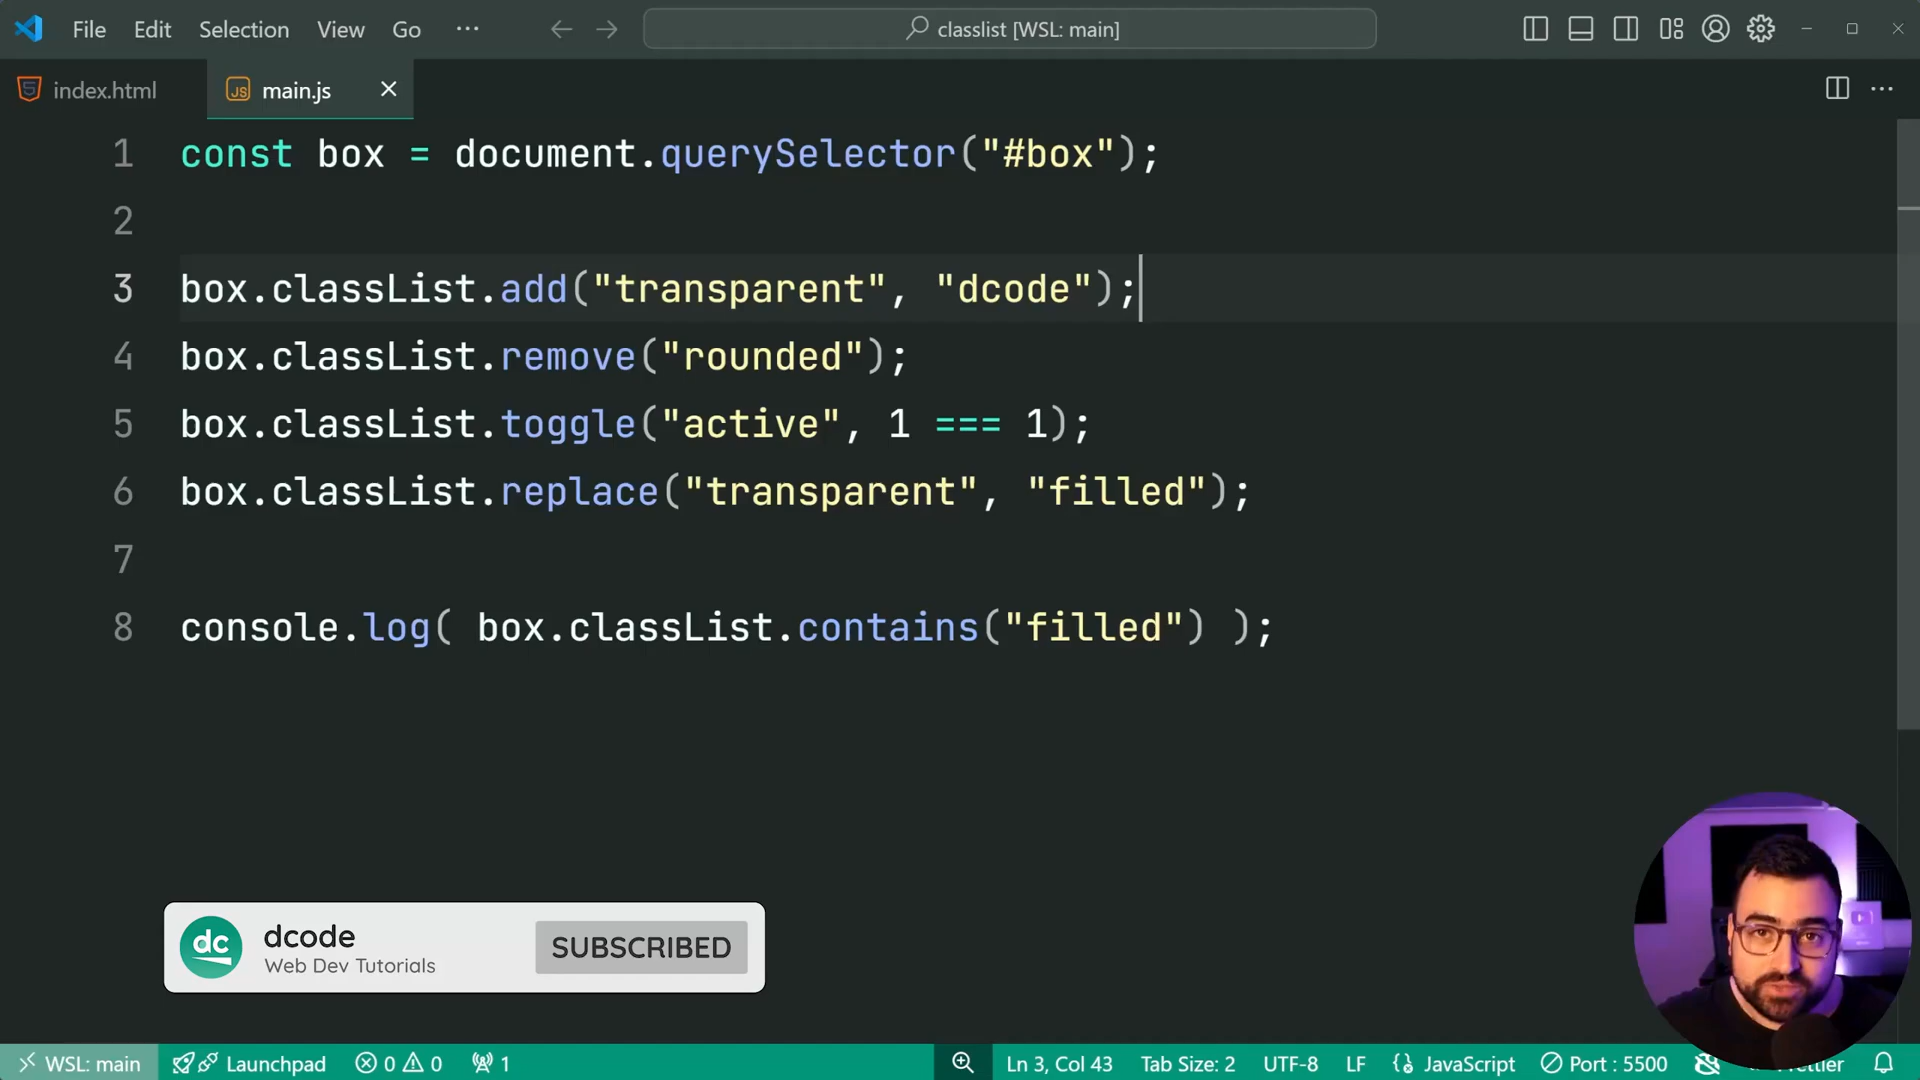 File Edit Selection View Go ··· classlist [WSL: main]
index.html JS main.js
1 const box = document.querySelector("#box");
2
3 box.classList.add("transparent", "dcode");
4 box.classList.remove("rounded");
5 box.classList.toggle("active", 1 === 1);
6 box.classList.replace("transparent", "filled");
7
8 console.log( box.classList.contains("filled") );
dc dcode SUBSCRIBED
Web Dev Tutorials
WSL: main Launchpad 0 0 1 Ln 3, Col 43 Tab Size: 2 UTF-8 LF {} JavaScript Port : 5500